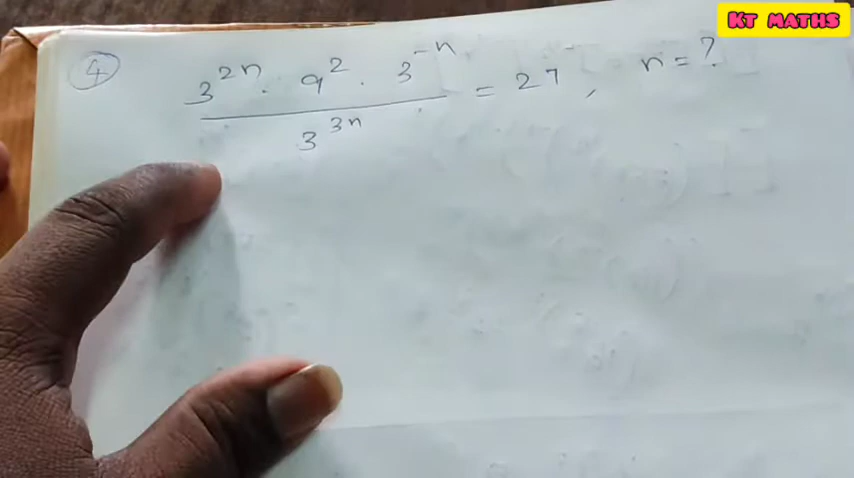 KT MATHS
4
3^{2n} . 9^2 . 3^{-n} / 3^{3n} = 27 , n = ?